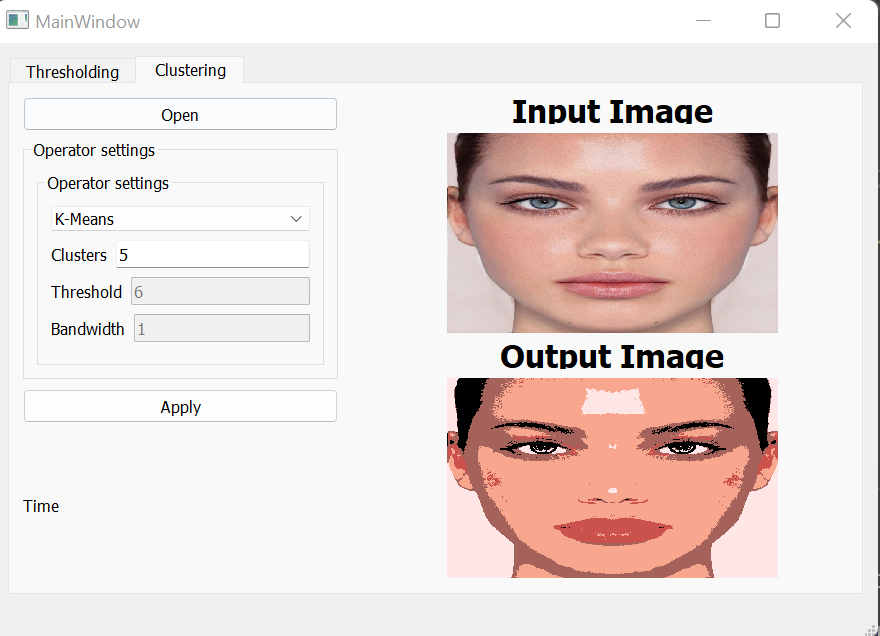 MainWindow
Thresholding
Clustering
Open
Operator settings
Operator settings
K-Means
Clusters 5
Threshold 6
Bandwidth 1
Apply
Time
Input Image
Output Image